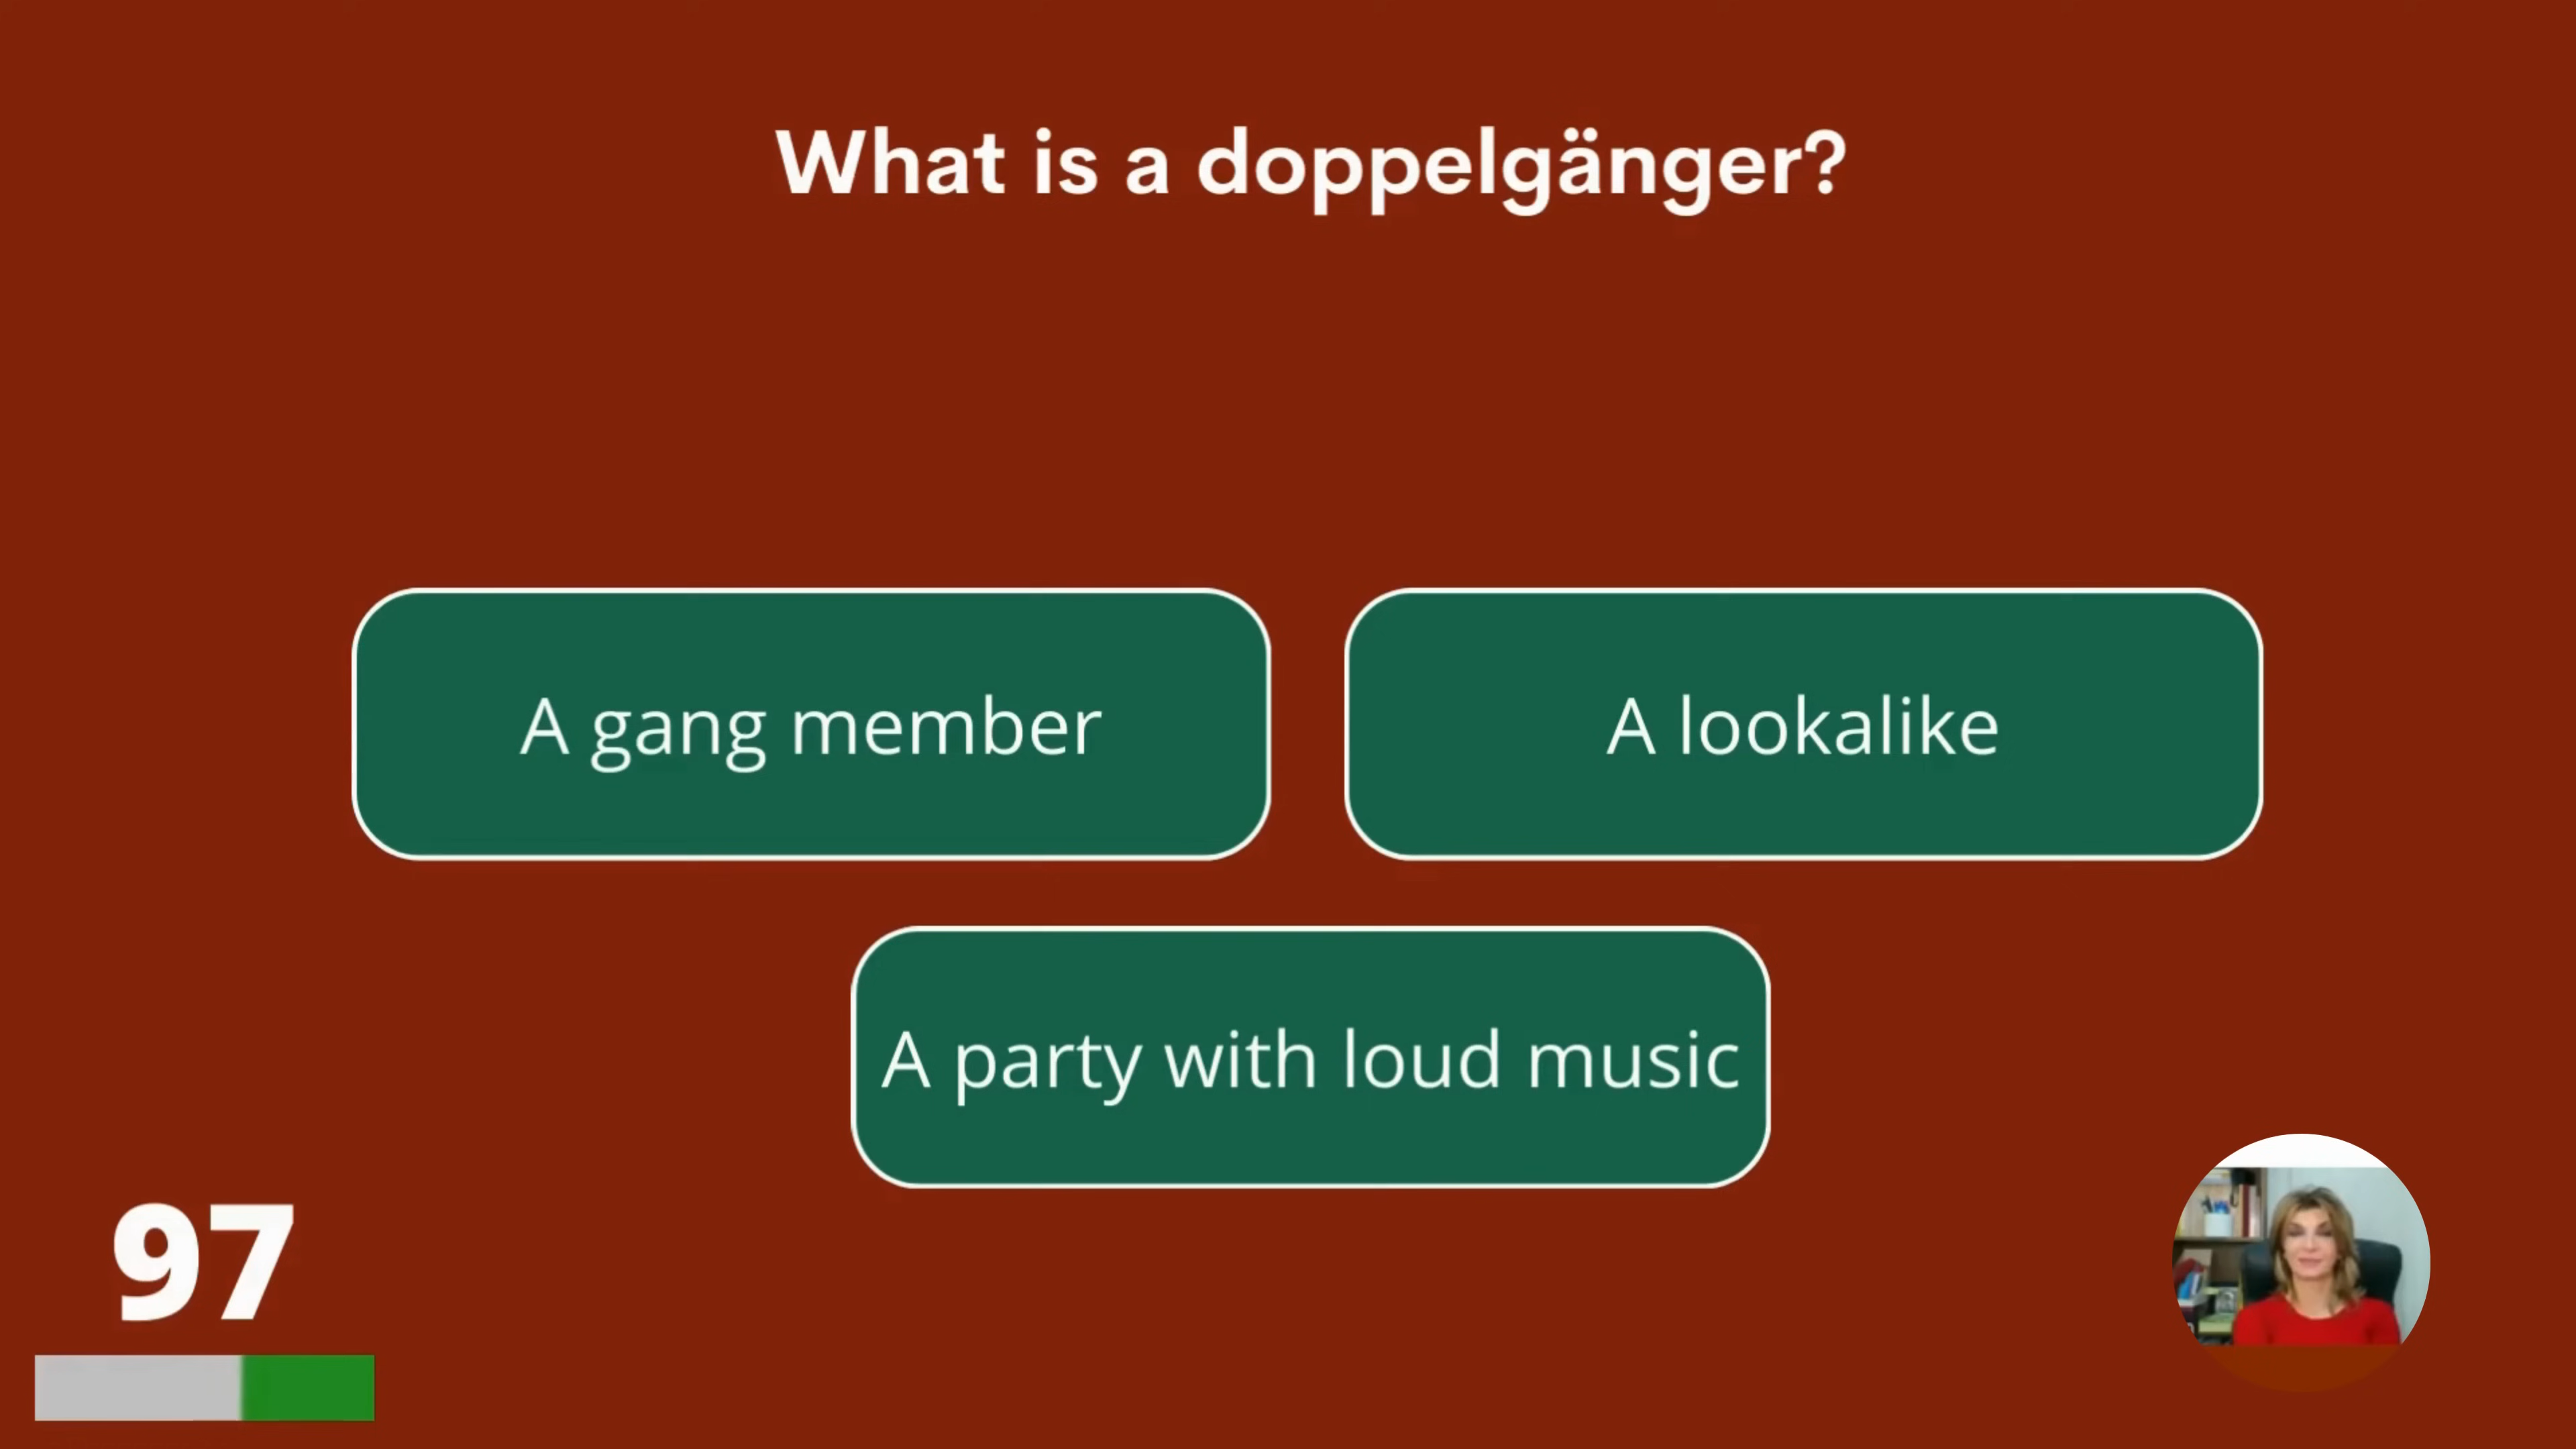 What is a doppelgänger?
A gang member
A lookalike
A party with loud music
97